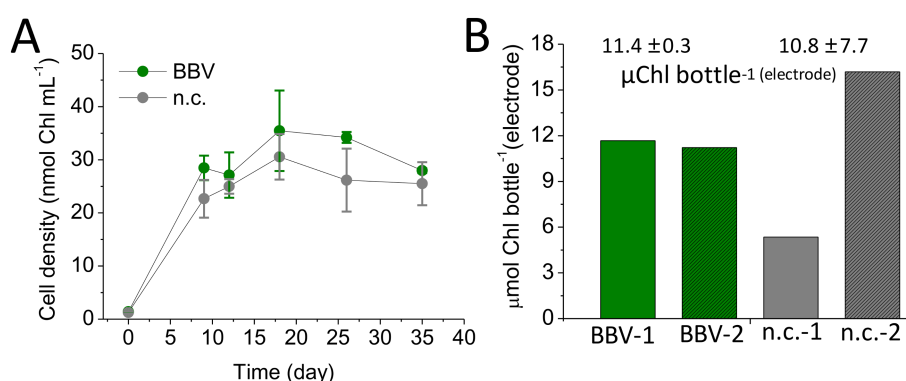 A
Cell density (nmol Chl mL⁻¹)
50
40
30
20
10
0
BBV
n.c.
0 5 10 15 20 25 30 35 40
Time (day)
B
μmol Chl bottle⁻¹(electrode)
18
15
12
9
6
3
0
11.4 ±0.3 10.8 ±7.7
μChl bottle⁻¹ (electrode)
BBV-1 BBV-2 n.c.-1 n.c.-2